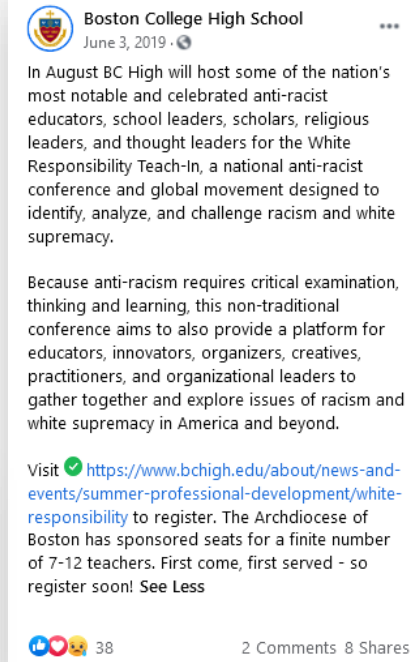 Boston College High School
June 3, 2019 ·
In August BC High will host some of the nation's
most notable and celebrated anti-racist
educators, school leaders, scholars, religious
leaders, and thought leaders for the White
Responsibility Teach-In, a national anti-racist
conference and global movement designed to
identify, analyze, and challenge racism and white
supremacy.
Because anti-racism requires critical examination,
thinking and learning, this non-traditional
conference aims to also provide a platform for
educators, innovators, organizers, creatives,
practitioners, and organizational leaders to
gather together and explore issues of racism and
white supremacy in America and beyond.
Visit https://www.bchigh.edu/about/news-and-
events/summer-professional-development/white-
responsibility to register. The Archdiocese of
Boston has sponsored seats for a finite number
of 7-12 teachers. First come, first served - so
register soon! See Less
38 2 Comments 8 Shares